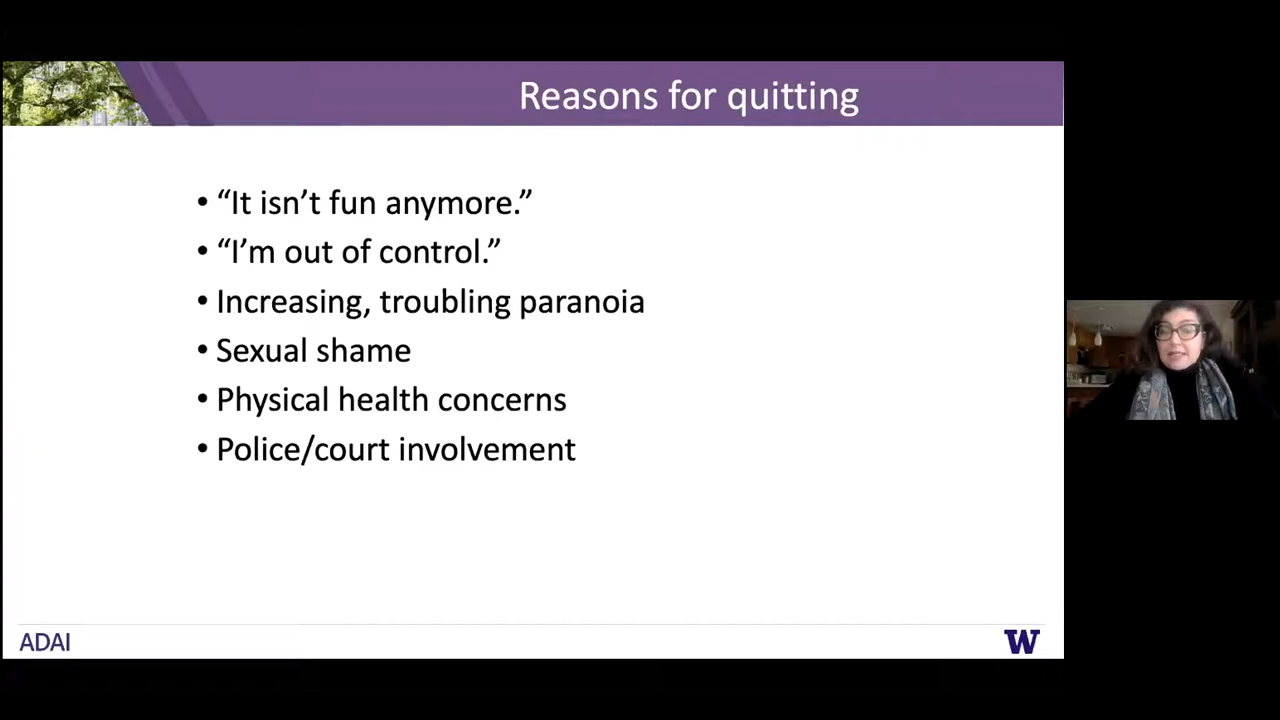 Reasons for quitting
• “It isn’t fun anymore.”
• “I’m out of control.”
• Increasing, troubling paranoia
• Sexual shame
• Physical health concerns
• Police/court involvement
ADAI
W